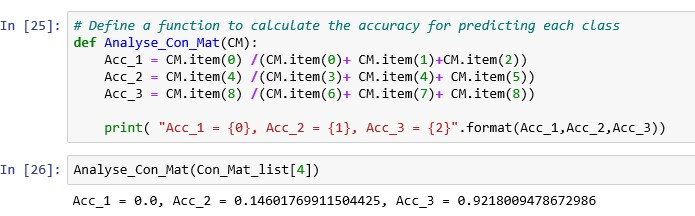 In [25]: # Define a function to calculate the accuracy for predicting each class
def Analyse_Con_Mat(CM):
    Acc_1 = CM.item(0) /(CM.item(0)+ CM.item(1)+CM.item(2))
    Acc_2 = CM.item(4) /(CM.item(3)+ CM.item(4)+ CM.item(5))
    Acc_3 = CM.item(8) /(CM.item(6)+ CM.item(7)+ CM.item(8))
    print( "Acc_1 = {0}, Acc_2 = {1}, Acc_3 = {2}".format(Acc_1,Acc_2,Acc_3))
In [26]: Analyse_Con_Mat(Con_Mat_list[4])
Acc_1 = 0.0, Acc_2 = 0.14601769911504425, Acc_3 = 0.9218009478672986